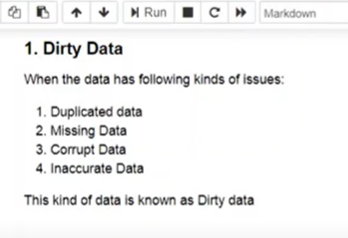 Run
Markdown
1. Dirty Data
When the data has following kinds of issues:
1. Duplicated data
2. Missing Data
3. Corrupt Data
4. Inaccurate Data
This kind of data is known as Dirty data